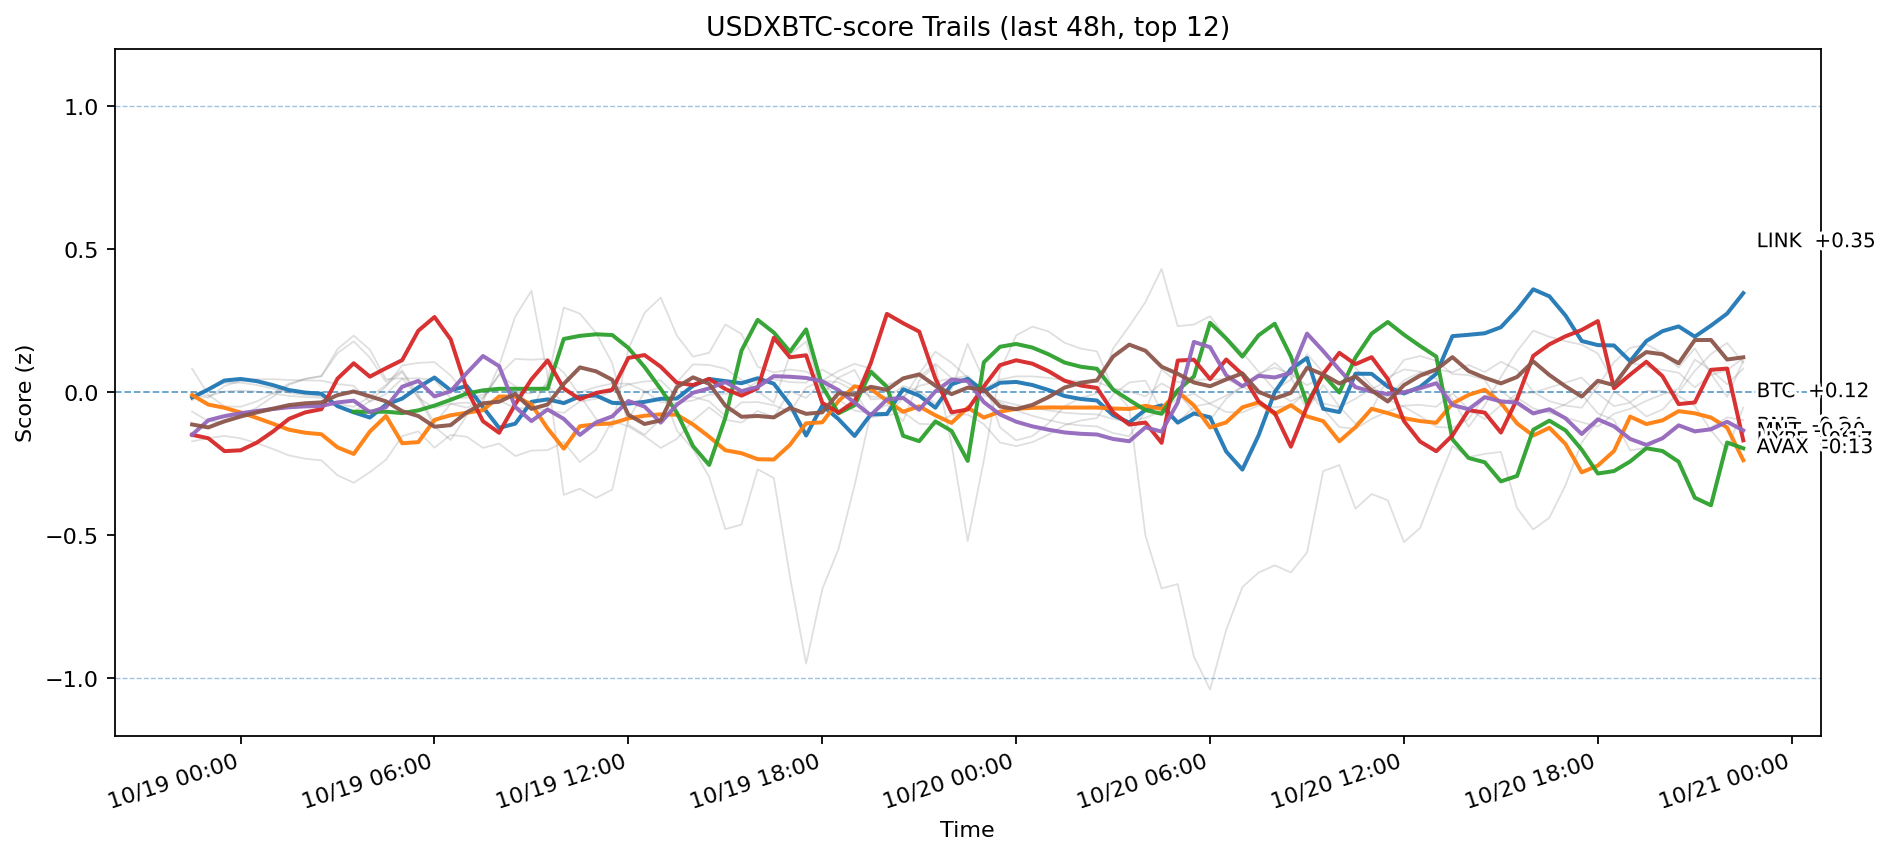 USDXBTC-score Trails (last 48h, top 12)
Score (z)
1.0
0.5
0.0
−0.5
−1.0
LINK +0.35
BTC +0.12
AVAX -0.13
10/19 00:00
10/19 06:00
10/19 12:00
10/19 18:00
10/20 00:00
10/20 06:00
10/20 12:00
10/20 18:00
10/21 00:00
Time